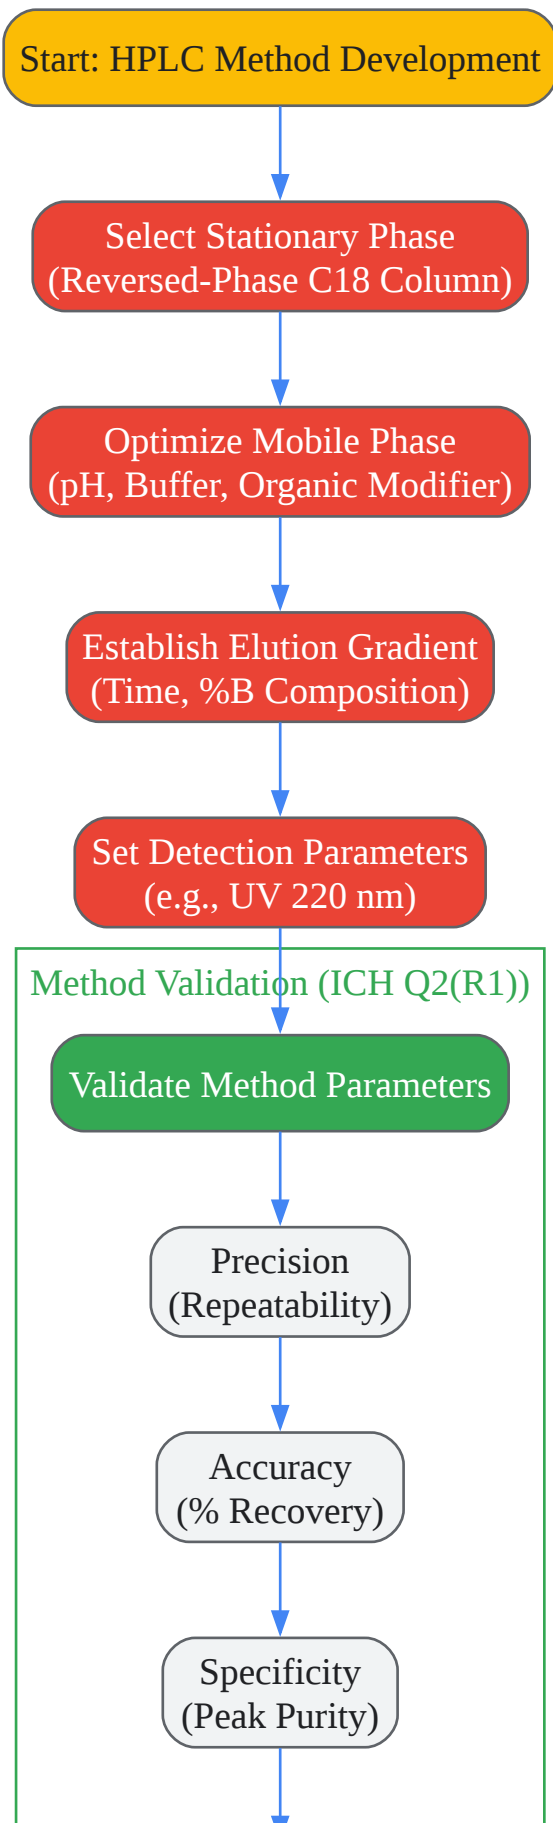 Start: HPLC Method Development
Select Stationary Phase
(Reversed-Phase C18 Column)
Optimize Mobile Phase
(pH, Buffer, Organic Modifier)
Establish Elution Gradient
(Time, %B Composition)
Set Detection Parameters
(e.g., UV 220 nm)
Method Validation (ICH Q2(R1))
Validate Method Parameters
Precision
(Repeatability)
Accuracy
(% Recovery)
Specificity
(Peak Purity)